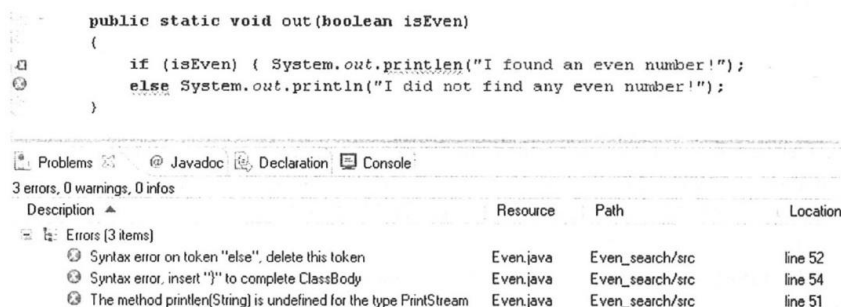 public static void out(boolean isEven)
{
if (isEven) { System.out.printlen("I found an even number!");
else System.out.println("I did not find any even number!");
}
Problems @ Javadoc Declaration Console
3 errors, 0 warnings, 0 infos
Description Resource Path Location
Errors (3 items)
Syntax error on token "else", delete this token Even.java Even_search/src line 52
Syntax error, insert "}" to complete ClassBody Even.java Even_search/src line 54
The method printlen(String) is undefined for the type PrintStream Even.java Even_search/src line 51